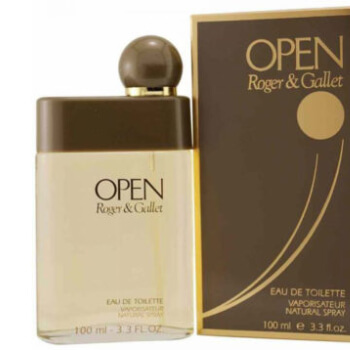 OPEN
Roger & Gallet
EAU DE TOILETTE
VAPORISATEUR
NATURAL SPRAY
100 ml - 3.3 FL.OZ.
OPEN
Roger & Gallet
EAU DE TOILETTE
VAPORISATEUR
NATURAL SPRAY
100 ml e 3.3 fl.oz.